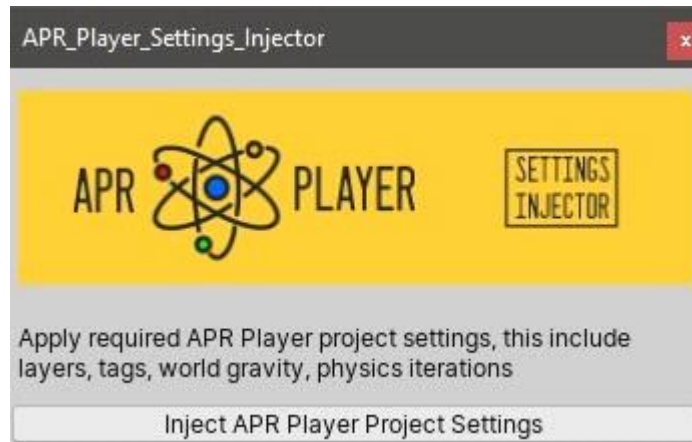 APR_Player_Settings_Injector
x
APR PLAYER
SETTINGS
INJECTOR
Apply required APR Player project settings, this include
layers, tags, world gravity, physics iterations
Inject APR Player Project Settings